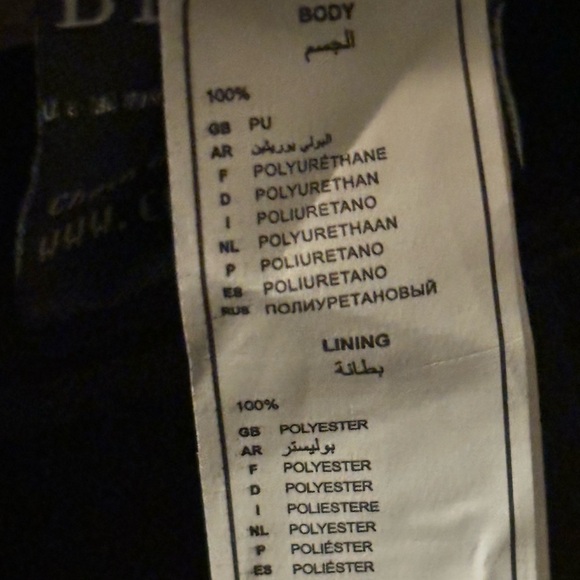 BODY
الجسم
100%
GB PU
AR البولي يوريثين
F POLYURÉTHANE
D POLYURETHAN
I POLIURETANO
NL POLYURETHAAN
P POLIURETANO
ES POLIURETANO
RUS ПОЛИУРЕТАНОВЫЙ
LINING
بطانة
100%
GB POLYESTER
AR بوليستر
F POLYESTER
D POLYESTER
I POLIESTERE
NL POLYESTER
P POLIÉSTER
ES POLIÉSTER